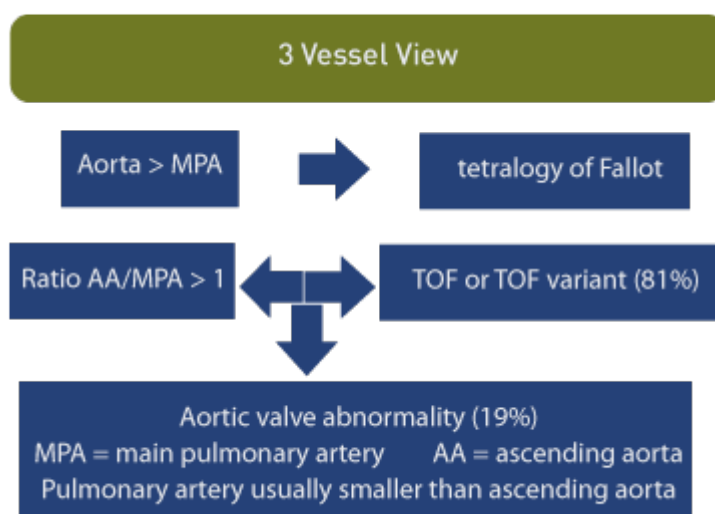 3 Vessel View
Aorta > MPA
tetralogy of Fallot
Ratio AA/MPA > 1
TOF or TOF variant (81%)
Aortic valve abnormality (19%)
MPA = main pulmonary artery AA = ascending aorta
Pulmonary artery usually smaller than ascending aorta